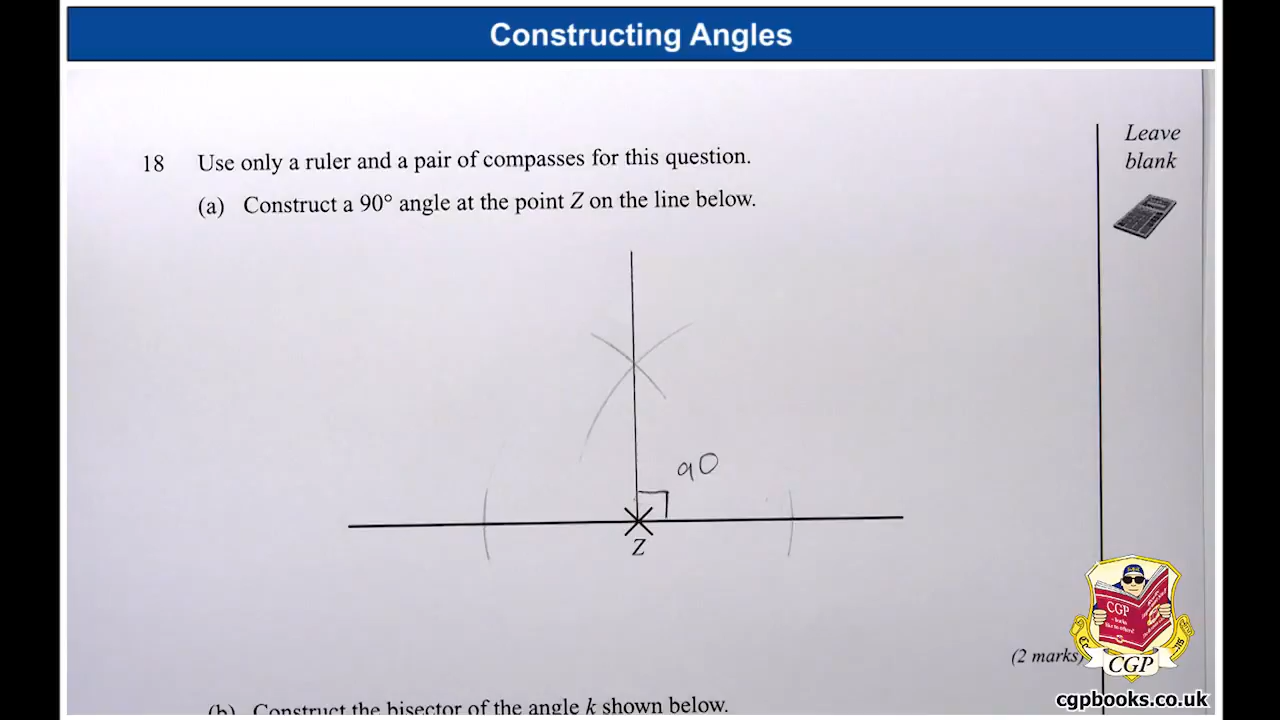 Constructing Angles
Leave
blank
18 Use only a ruler and a pair of compasses for this question.
(a) Construct a 90° angle at the point Z on the line below.
90
Z
(2 marks)
(b) Construct the bisector of the angle k shown below.
CGP
CGP
cgpbooks.co.uk